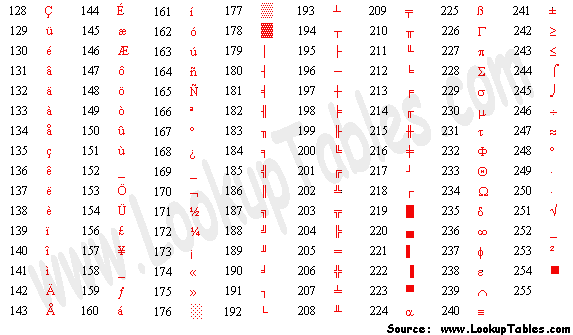 128 Ç 144 É 161 í 177 ▒ 193 ┴ 209 ╤ 225 ß 241 ±
129 ü 145 æ 162 ó 178 ▓ 194 ┬ 210 ╥ 226 Γ 242 ≥
130 é 146 Æ 163 ú 179 │ 195 ├ 211 ╙ 227 π 243 ≤
131 â 147 ô 164 ñ 180 ┤ 196 ─ 212 ╘ 228 Σ 244 ⌠
132 ä 148 ö 165 Ñ 181 ╡ 197 ┼ 213 ╒ 229 σ 245 ⌡
133 à 149 ò 166 ª 182 ╢ 198 ╞ 214 ╓ 230 µ 246 ÷
134 å 150 û 167 º 183 ╖ 199 ╟ 215 ╫ 231 τ 247 ≈
135 ç 151 ù 168 ¿ 184 ╕ 200 ╚ 216 ╪ 232 Φ 248 °
136 ê 152 _ 169 _ 185 ╣ 201 ╔ 217 ┘ 233 Θ 249 ·
137 ë 153 Ö 170 ¬ 186 ║ 202 ╩ 218 ┌ 234 Ω 250 ·
138 è 154 Ü 171 ½ 187 ╗ 203 ╦ 219 █ 235 δ 251 √
139 ï 156 £ 172 ¼ 188 ╝ 204 ╠ 220 ▄ 236 ∞ 252 _
140 î 157 ¥ 173 ¡ 189 ╜ 205 ═ 221 ▌ 237 φ 253 ²
141 ì 158 _ 174 « 190 ╛ 206 ╬ 222 ▐ 238 ε 254 ■
142 Ä 159 ƒ 175 » 191 ┐ 207 ╧ 223 ▀ 239 ∩ 255
143 Å 160 á 176 ░ 192 └ 208 ╨ 224 α 240 ≡
www.LookupTables.com
Source: www.LookupTables.com